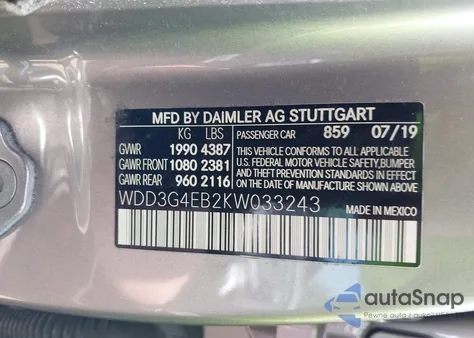 MFD BY DAIMLER AG STUTTGART
KG LBS PASSENGER CAR 859 07/19
GVWR 1990 4387
GAWR FRONT 1080 2381
GAWR REAR 960 2116
THIS VEHICLE CONFORMS TO ALL APPLICABLE
U.S. FEDERAL MOTOR VEHICLE SAFETY, BUMPER
AND THEFT PREVENTION STANDARDS IN EFFECT
ON THE DATE OF MANUFACTURE SHOWN ABOVE
WDD3G4EB2KW033243
MADE IN MEXICO
autoSnap